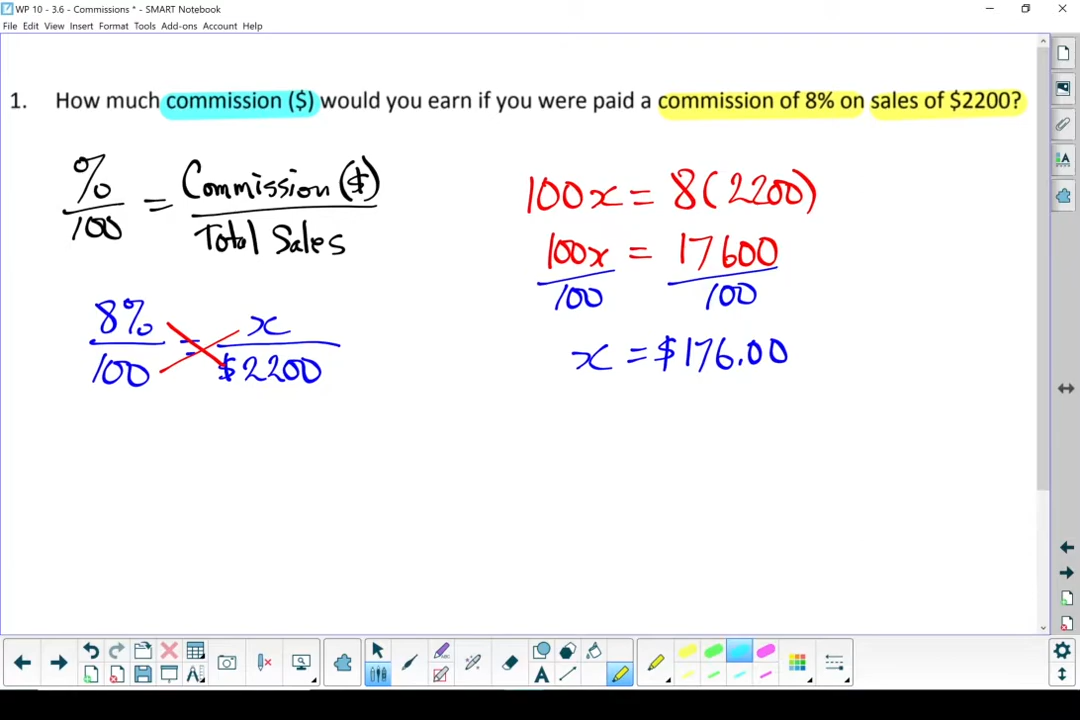 WP 10 - 3.6 - Commissions * - SMART Notebook
File Edit View Insert Format Tools Add-ons Account Help
1. How much commission ($) would you earn if you were paid a commission of 8% on sales of $2200?
% / 100 = Commission ($) / Total Sales
8% / 100 = x / $2200
100x = 8(2200)
100x = 17600
100 100
x = $176.00